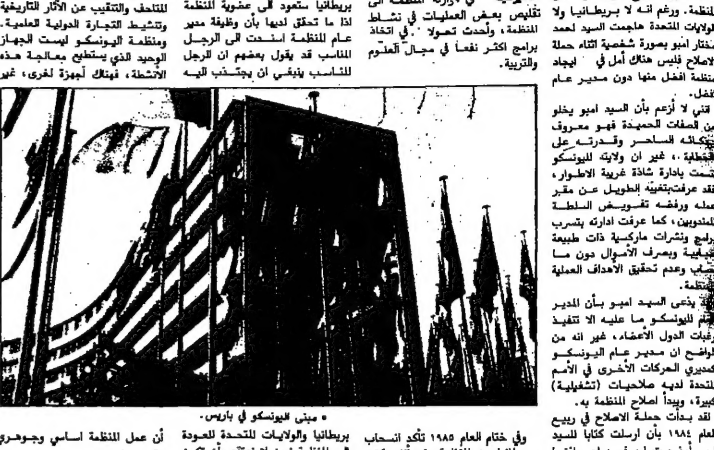 المنظمة. ورغم انه لا بريطانيا ولا
الولايات المتحدة هاجمت السيد احمد
مختار امبو بصورة شخصية اثناء حملة
الاصلاح فليس هناك أمل في ايجاد
منظمة افضل منها دون مدير عام
افضل.
انني لا أزعم بأن السيد امبو يخلو
من الصفات الحميدة فهو معروف
بذكائه الساحر وقدرته على
الخطابة، غير ان ولايته لليونسكو
اتسمت بادارة شاذة غريبة الاطوار،
فقد عرفت بتغيبه الطويل عن مقر
عمله ورفضه تفويض السلطة
للمندوبين، كما عرفت ادارته بتسرب
برامج ونشرات ماركسية ذات طبيعة
وبصرف الأموال دون ما
وعدم تحقيق الاهداف العملية
للمنظمة.
يدعي السيد امبو بأن المدير
العام لليونسكو ما عليه الا تنفيذ
رغبات الدول الأعضاء، غير انه من
الواضح ان مدير عام اليونسكو
كمديري الحركات الأخرى في الأمم
المتحدة لديه صلاحيات (تشغيلية)
كبيرة، ويبدأ اصلاح المنظمة به.
لقد بدأت حملة الاصلاح في ربيع
العام ١٩٨٤ بأن ارسلت كتابا للسيد
تقليص بعض العمليات في نشاط
المنظمة، وأحدث تحولا في اتخاذ
برامج اكثر نفعا في مجال العلوم
والتربية.
وفي ختام العام ١٩٨٥ تأكد انسحاب
بريطانيا ستعود الى عضوية المنظمة
اذا ما تحقق لديها بأن وظيفة مدير
عام المنظمة اسندت الى الرجل
المناسب قد يقول بعضهم ان الرجل
المناسب ينبغي ان يجتذب اليه
• مبنى اليونسكو في باريس.
بريطانيا والولايات المتحدة للعودة
المتاحف والتنقيب عن الآثار التاريخية
وتنشيط التجارة الدولية العلمية.
ومنظمة اليونسكو ليست الجهاز
الوحيد الذي يستطيع معالجة هذه
الأنشطة، فهناك أجهزة أخرى، غير
أن عمل المنظمة اساسي وجوهري